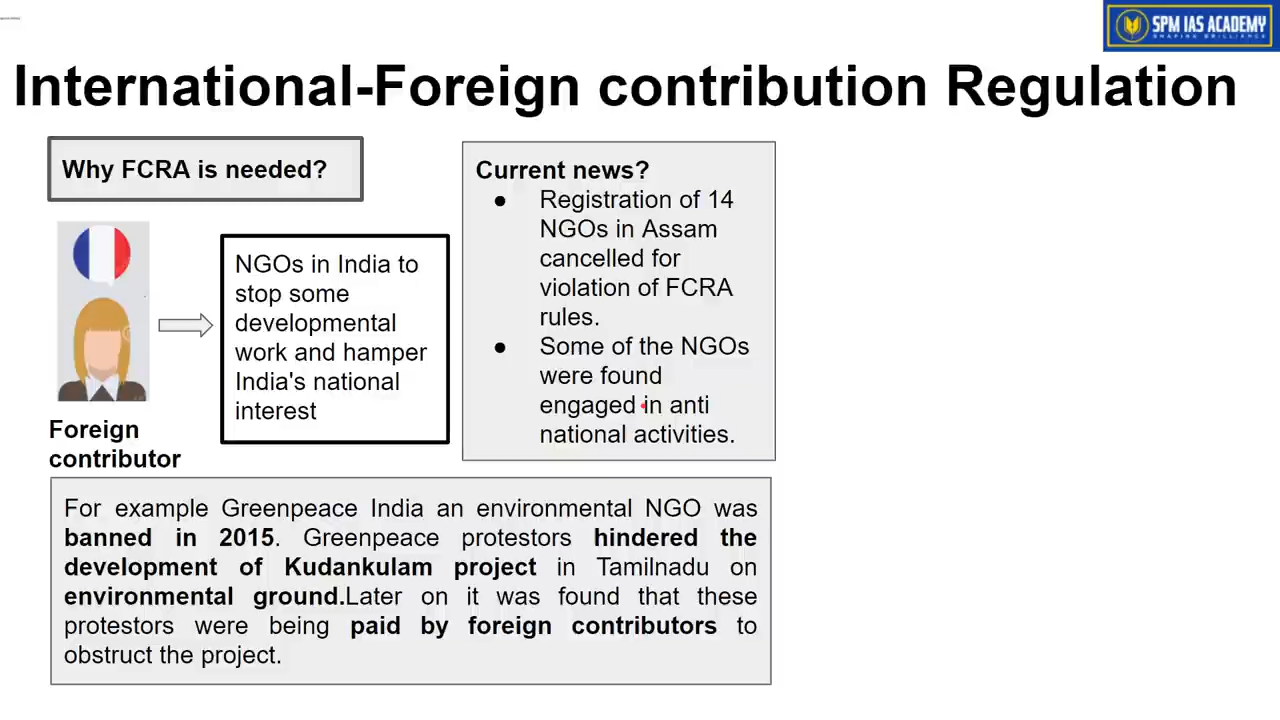 SPM IAS ACADEMY
SHAPING BRILLIANCE
International-Foreign contribution Regulation
Why FCRA is needed?
NGOs in India to
stop some
developmental
work and hamper
India's national
interest
Foreign
contributor
Current news?
● Registration of 14
NGOs in Assam
cancelled for
violation of FCRA
rules.
● Some of the NGOs
were found
engaged in anti
national activities.
For example Greenpeace India an environmental NGO was
banned in 2015. Greenpeace protestors hindered the
development of Kudankulam project in Tamilnadu on
environmental ground.Later on it was found that these
protestors were being paid by foreign contributors to
obstruct the project.